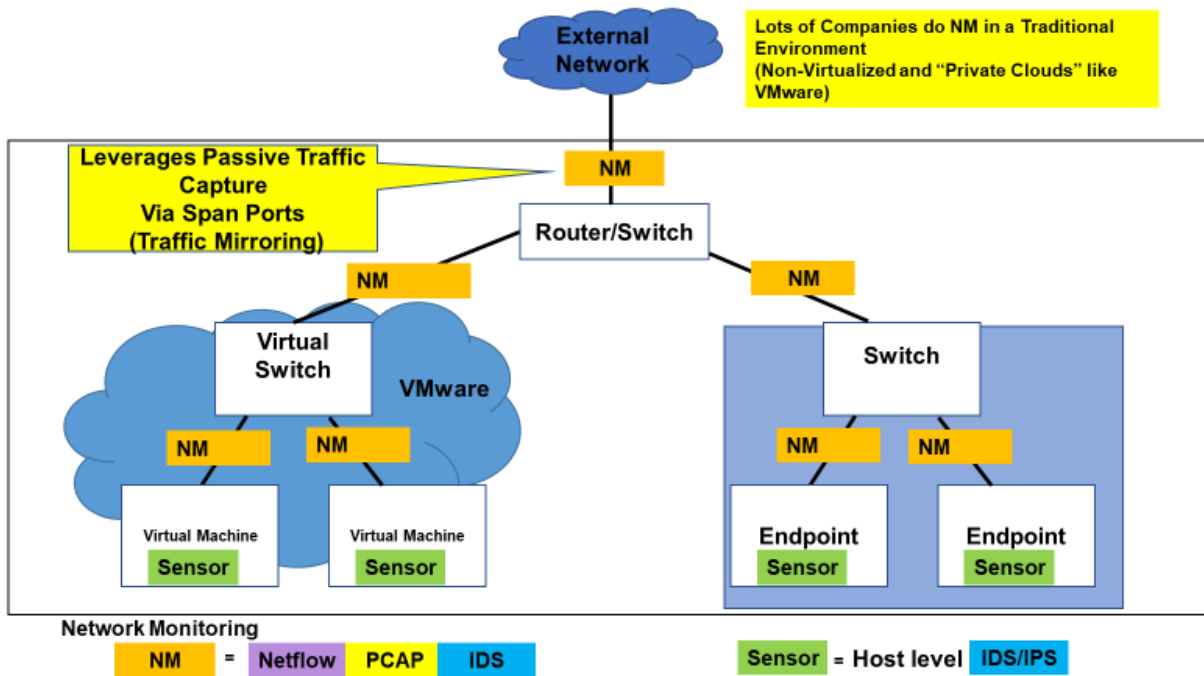 External
Network
Lots of Companies do NM in a Traditional
Environment
(Non-Virtualized and “Private Clouds” like
VMware)
Leverages Passive Traffic
Capture
Via Span Ports
(Traffic Mirroring)
NM
Router/Switch
NM
NM
Virtual
Switch
VMware
Switch
NM
NM
NM
NM
Virtual Machine
Sensor
Virtual Machine
Sensor
Endpoint
Sensor
Endpoint
Sensor
Network Monitoring
NM = Netflow PCAP IDS
Sensor = Host level IDS/IPS